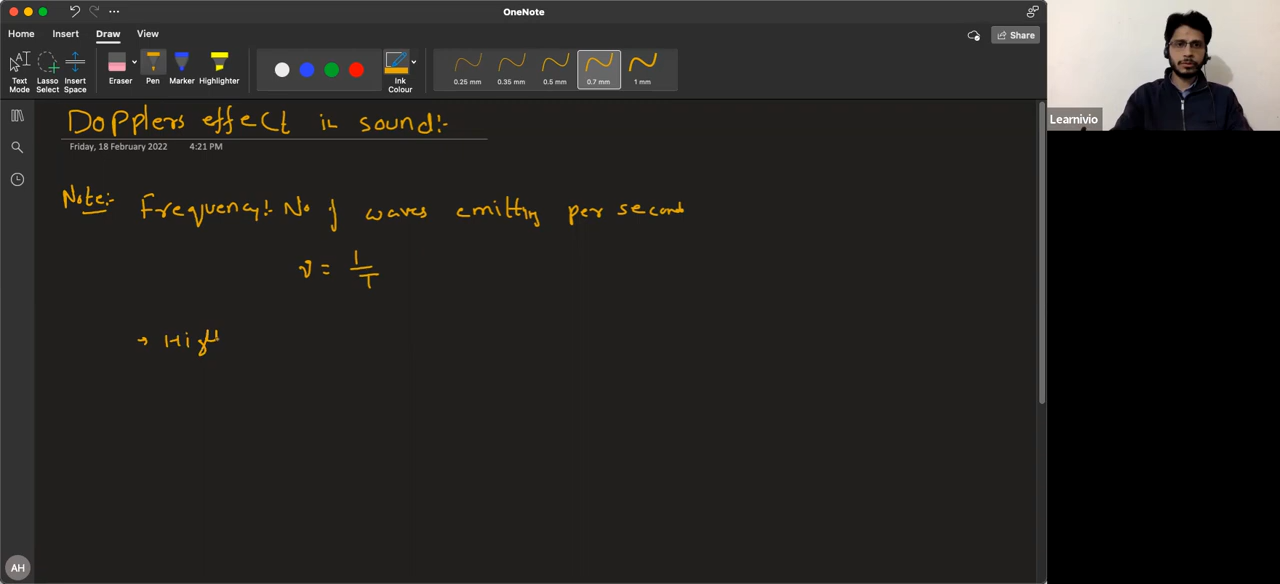 OneNote
Home Insert Draw View
Share
Text Mode
Lasso Select
Insert Space
Eraser
Pen
Marker
Highlighter
Ink Colour
0.25 mm
0.35 mm
0.5 mm
0.7 mm
1 mm
Learnivio
Dopplers effect in sound:-
Friday, 18 February 2022 4:21 PM
Note:- Frequency:- No of waves emitting per second
ν = 1/T
→ High
AH